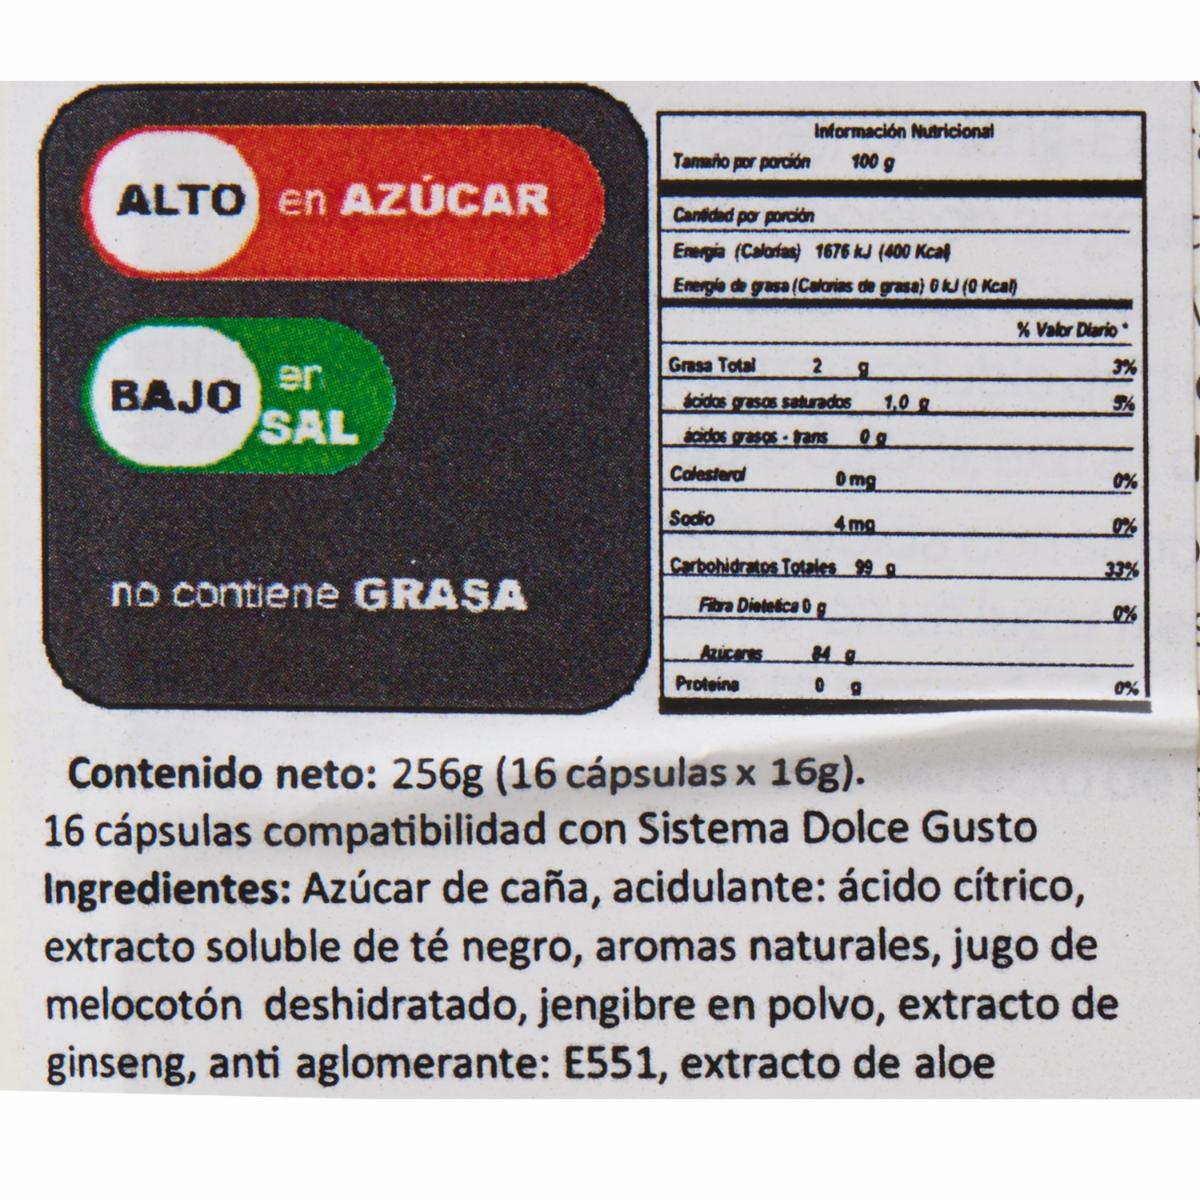 ALTO en AZÚCAR
BAJO en SAL
no contiene GRASA
Información Nutricional
Tamaño por porción 100 g
Cantidad por porción
Energía (Calorías) 1676 kJ (400 Kcal)
Energía de grasa (Calorías de grasa) 0 kJ (0 Kcal)
% Valor Diario *
Grasa Total 2 g 3%
ácidos grasos saturados 1,0 g 5%
ácidos grasos - trans 0 g
Colesterol 0 mg 0%
Sodio 4 mg 0%
Carbohidratos Totales 99 g 33%
Fibra Dietetica 0 g 0%
Azúcares 84 g
Proteina 0 g 0%
Contenido neto: 256g (16 cápsulas x 16g).
16 cápsulas compatibilidad con Sistema Dolce Gusto
Ingredientes: Azúcar de caña, acidulante: ácido cítrico,
extracto soluble de té negro, aromas naturales, jugo de
melocotón deshidratado, jengibre en polvo, extracto de
ginseng, anti aglomerante: E551, extracto de aloe